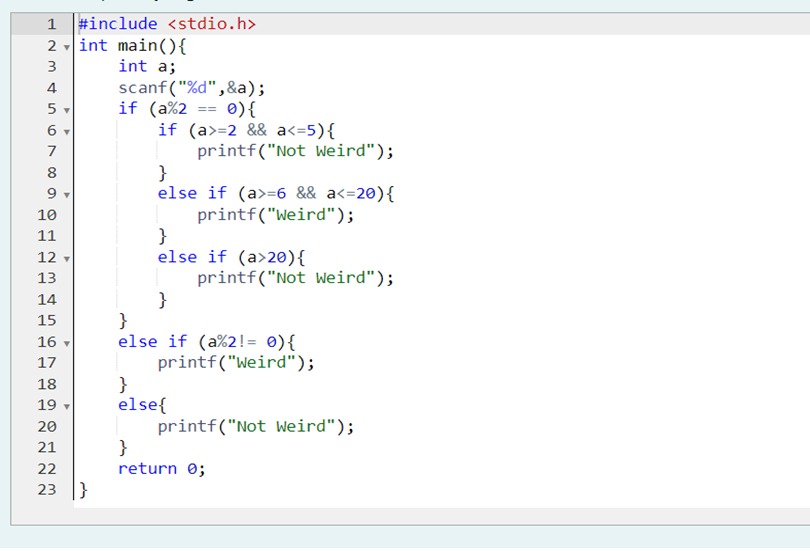 1 #include <stdio.h>
2 int main(){
3 int a;
4 scanf("%d",&a);
5 if (a%2 == 0){
6 if (a>=2 && a<=5){
7 printf("Not Weird");
8 }
9 else if (a>=6 && a<=20){
10 printf("Weird");
11 }
12 else if (a>20){
13 printf("Not Weird");
14 }
15 }
16 else if (a%2!= 0){
17 printf("Weird");
18 }
19 else{
20 printf("Not Weird");
21 }
22 return 0;
23 }